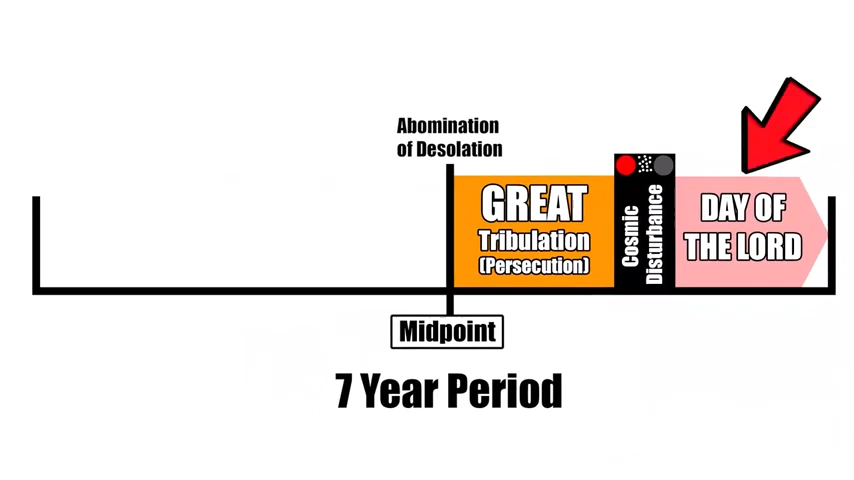 Abomination
of Desolation
GREAT
Tribulation
(Persecution)
Cosmic
Disturbance
DAY OF
THE LORD
Midpoint
7 Year Period